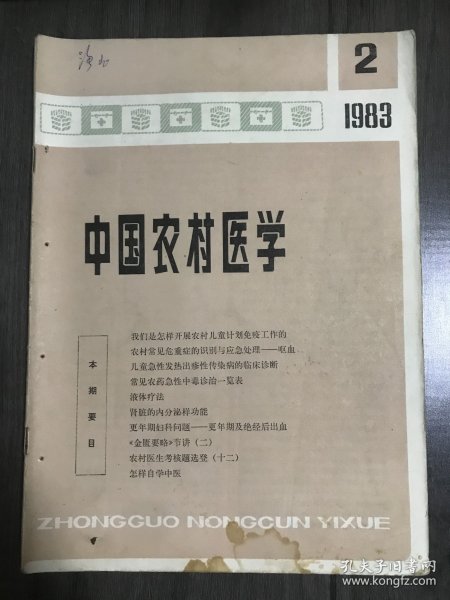 2
1983
中国农村医学
本期要目
我们是怎样开展农村儿童计划免疫工作的
农村常见危重症的识别与应急处理——呕血
儿童急性发热出疹性传染病的临床诊断
常见农药急性中毒诊治一览表
液体疗法
肾脏的内分泌样功能
更年期妇科问题——更年期及绝经后出血
《金匮要略》节讲（二）
农村医生考核题选登（十二）
怎样自学中医
ZHONGGUO NONGCUN YIXUE
孔夫子旧书网
www.kongfz.com